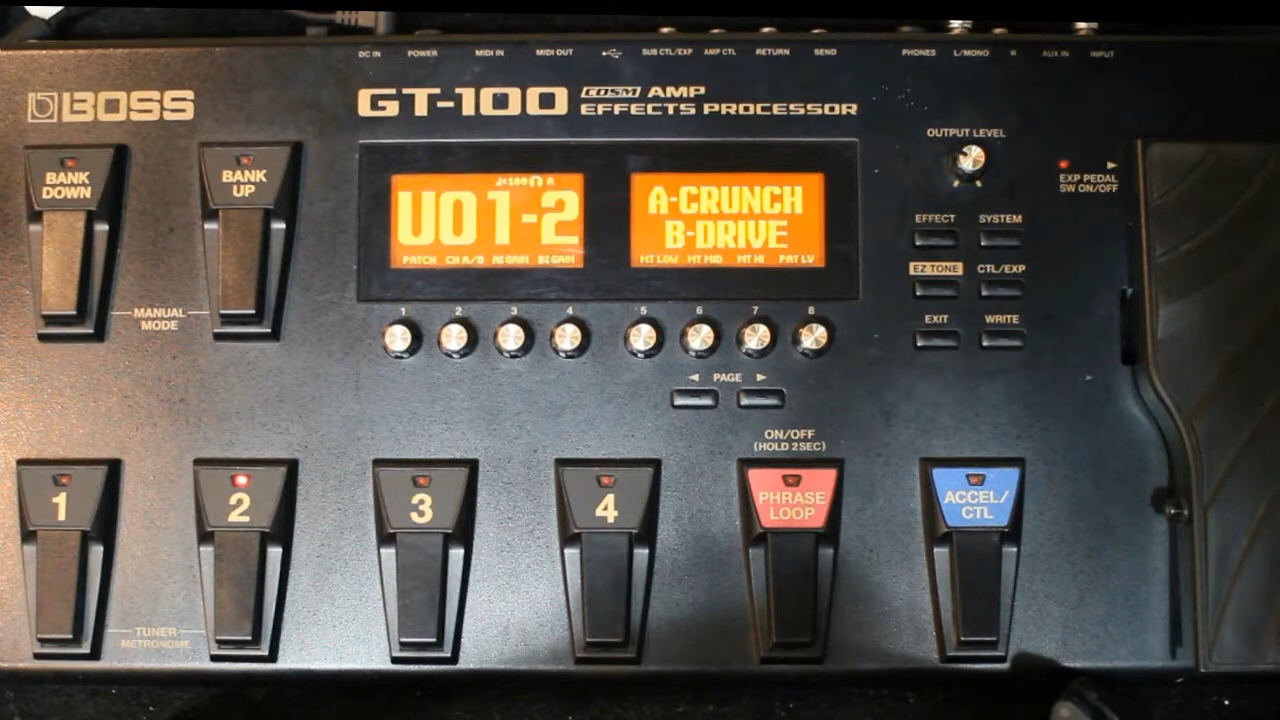 DC IN POWER MIDI IN MIDI OUT SUB CTL/EXP AMP CTL RETURN SEND PHONES L/MONO R AUX IN INPUT
BOSS
GT-100 COSM AMP
EFFECTS PROCESSOR
OUTPUT LEVEL
BANK
DOWN
BANK
UP
♩=100 A
U01-2
PATCH CH A/B A:GAIN B:GAIN
A-CRUNCH
B-DRIVE
MT LOW MT MID MT HI PAT LV
EXP PEDAL
SW ON/OFF
EFFECT SYSTEM
EZ TONE CTL/EXP
EXIT WRITE
MANUAL
MODE
1 2 3 4 5 6 7 8
◄ PAGE ►
ON/OFF
(HOLD 2SEC)
1
2
3
4
PHRASE
LOOP
ACCEL/
CTL
TUNER
METRONOME